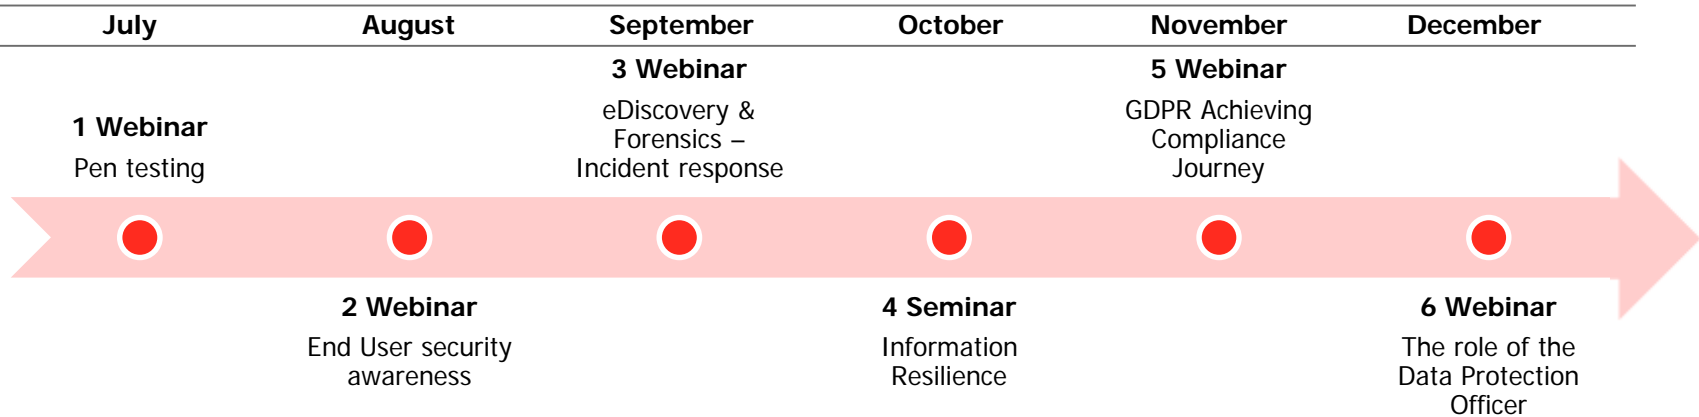 July August September October November December
1 Webinar
Pen testing
2 Webinar
End User security
awareness
3 Webinar
eDiscovery &
Forensics –
Incident response
4 Seminar
Information
Resilience
5 Webinar
GDPR Achieving
Compliance
Journey
6 Webinar
The role of the
Data Protection
Officer